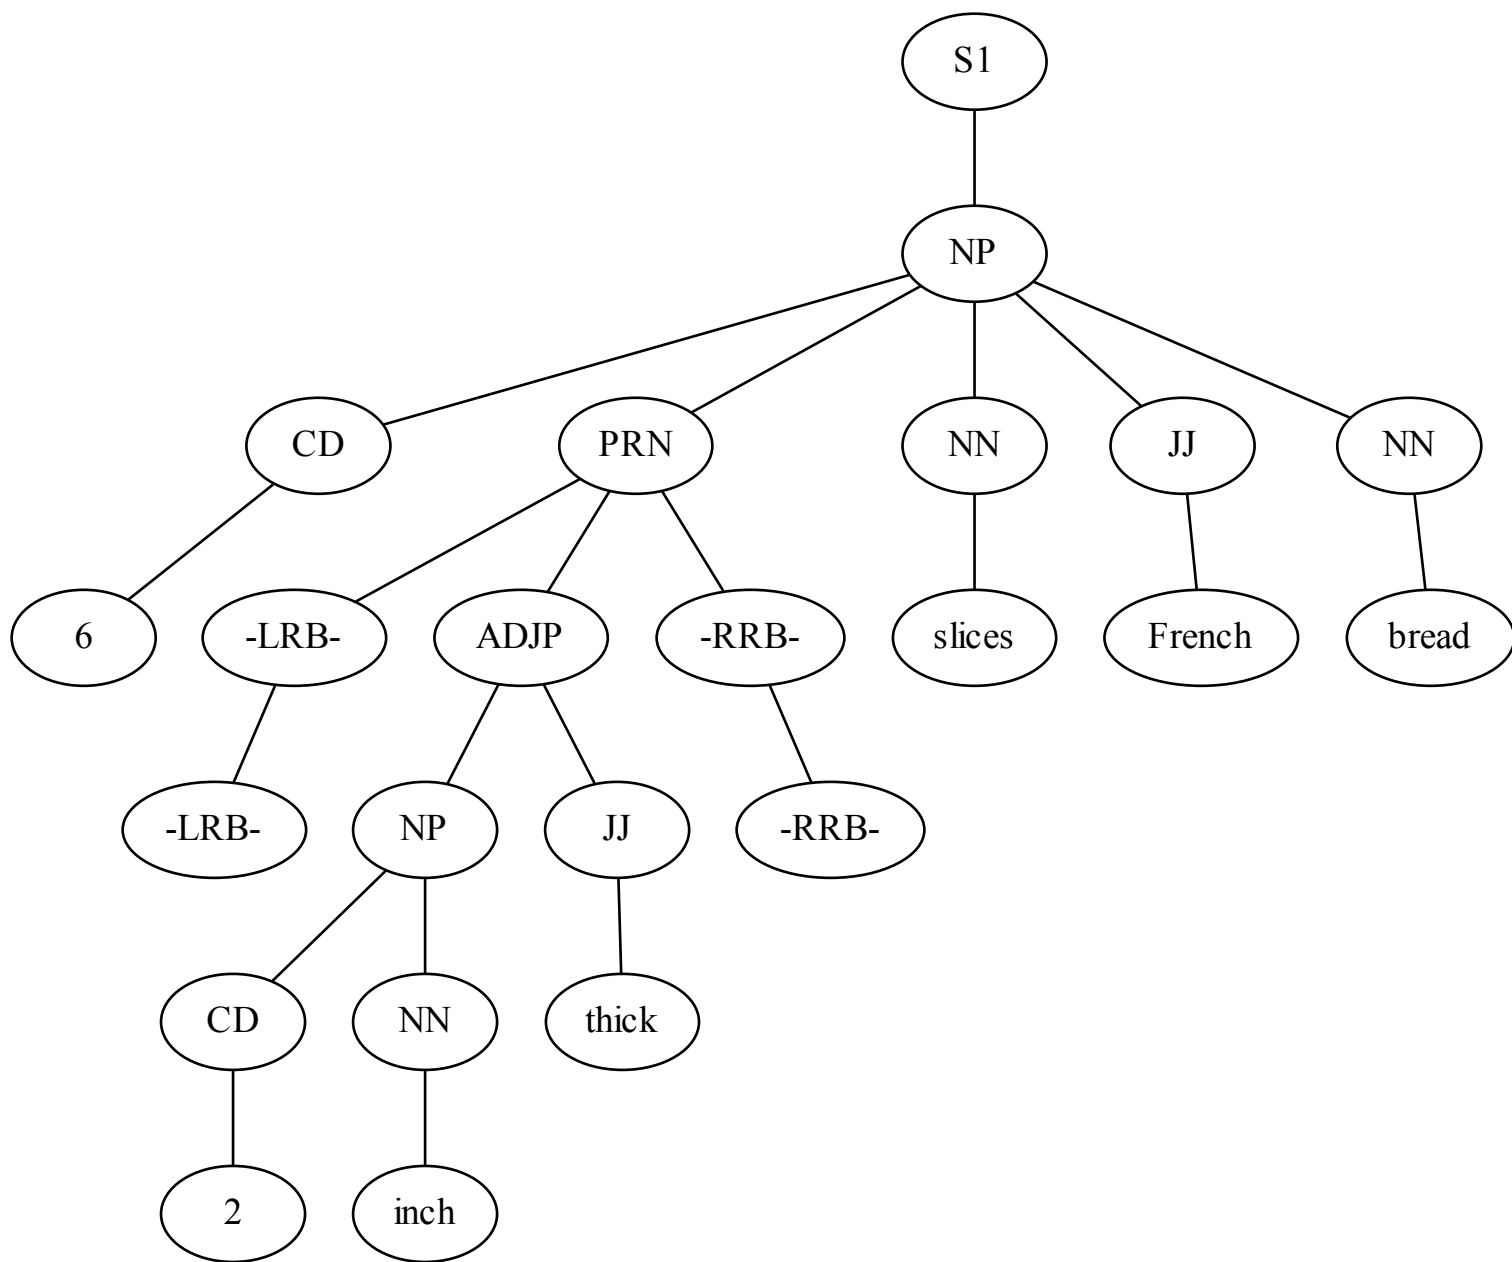 S1
NP
CD PRN NN JJ NN
6 -LRB- ADJP -RRB- slices French bread
-LRB- NP JJ -RRB-
CD NN thick
2 inch